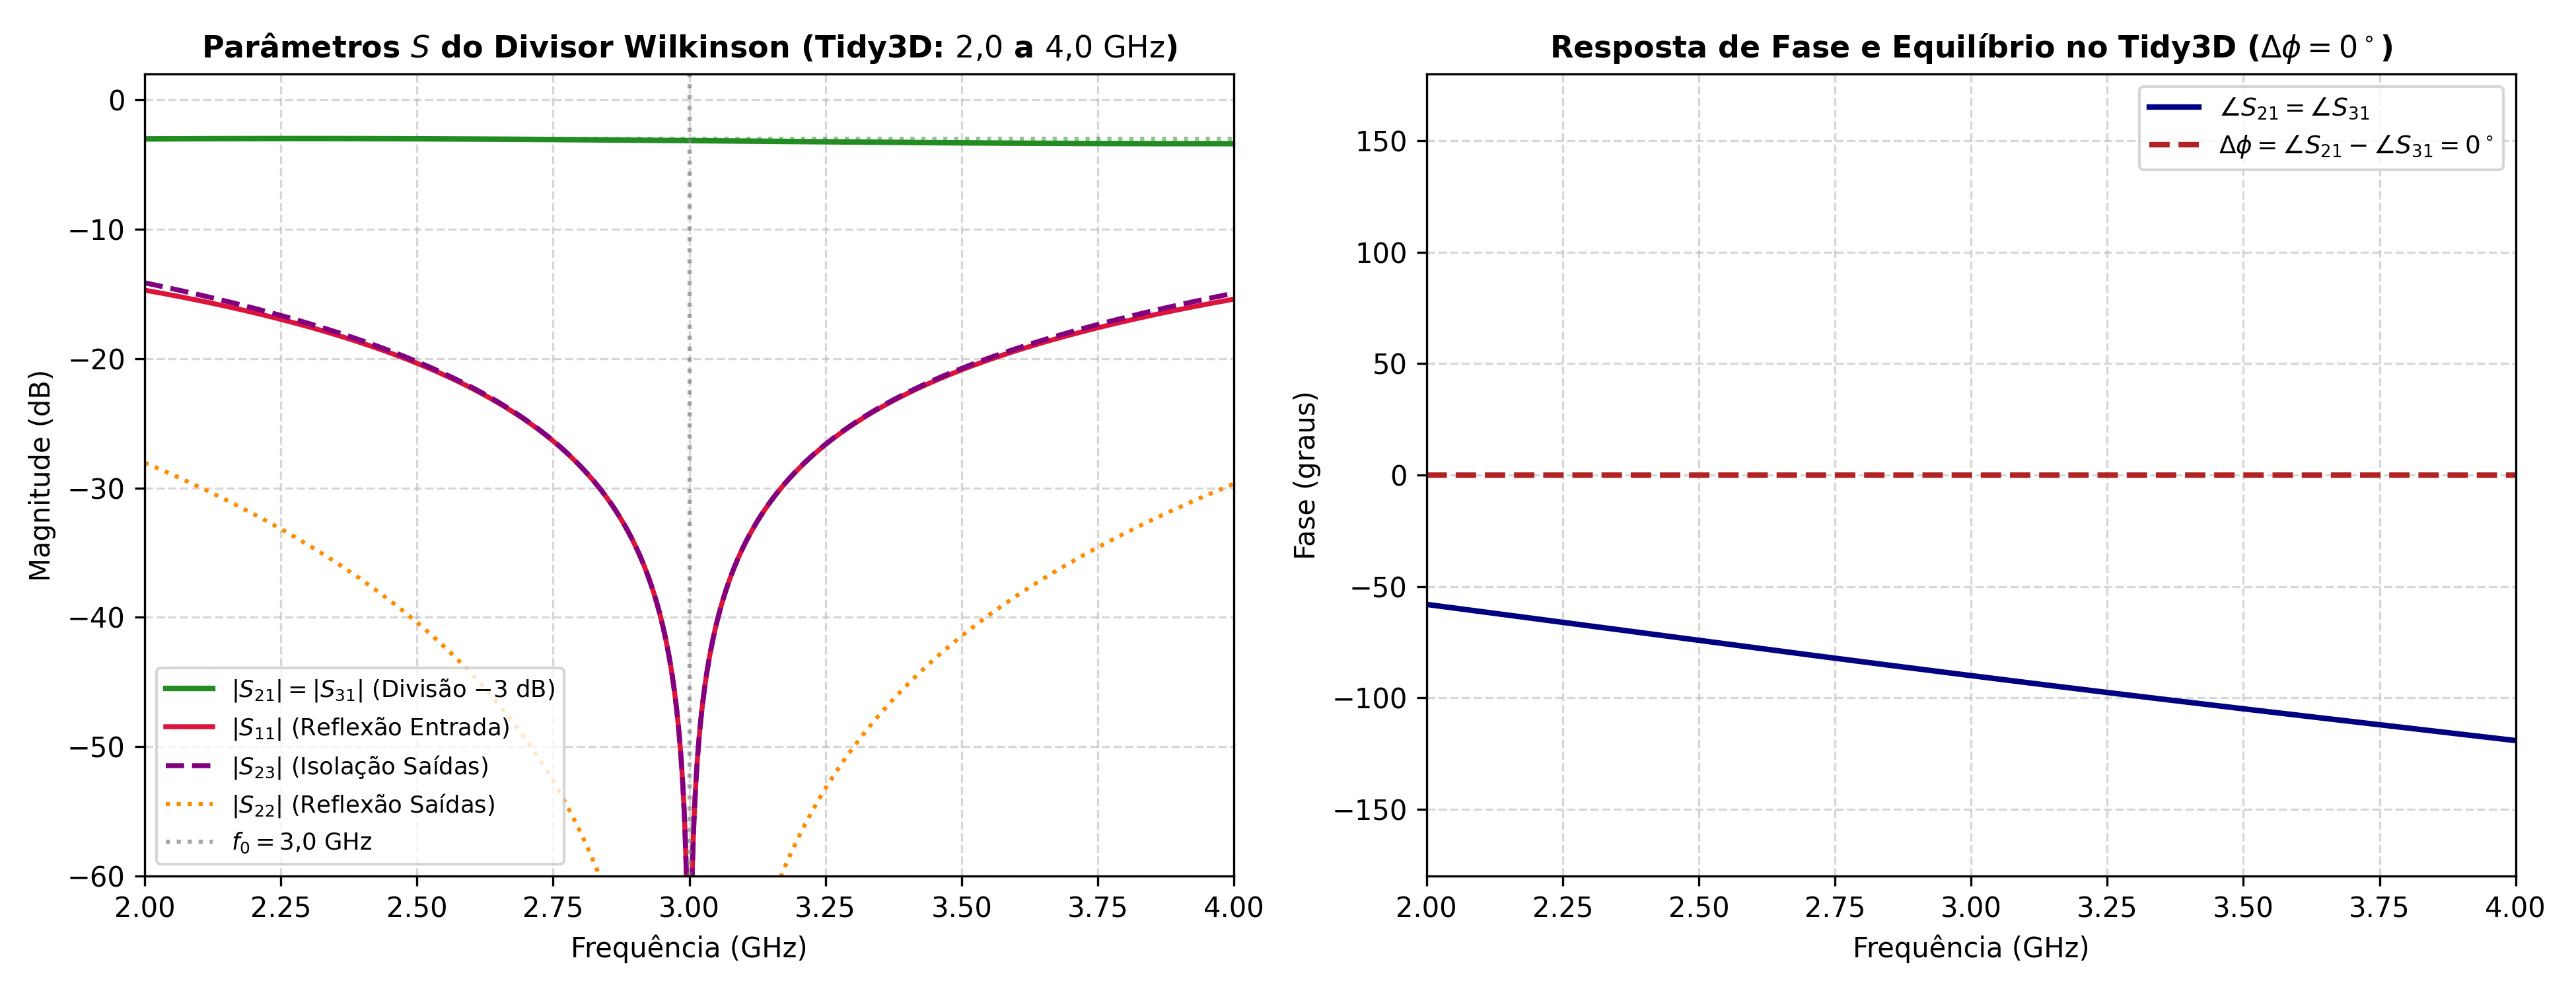 Parâmetros S do Divisor Wilkinson (Tidy3D: 2,0 a 4,0 GHz)
0
−10
−20
−30
−40
−50
−60
Magnitude (dB)
|S21| = |S31| (Divisão −3 dB)
|S11| (Reflexão Entrada)
|S23| (Isolação Saídas)
|S22| (Reflexão Saídas)
f0 = 3,0 GHz
2.00 2.25 2.50 2.75 3.00 3.25 3.50 3.75 4.00
Frequência (GHz)
Resposta de Fase e Equilíbrio no Tidy3D (Δϕ = 0°)
∠S21 = ∠S31
Δϕ = ∠S21 − ∠S31 = 0°
150
100
50
0
−50
−100
−150
Fase (graus)
2.00 2.25 2.50 2.75 3.00 3.25 3.50 3.75 4.00
Frequência (GHz)